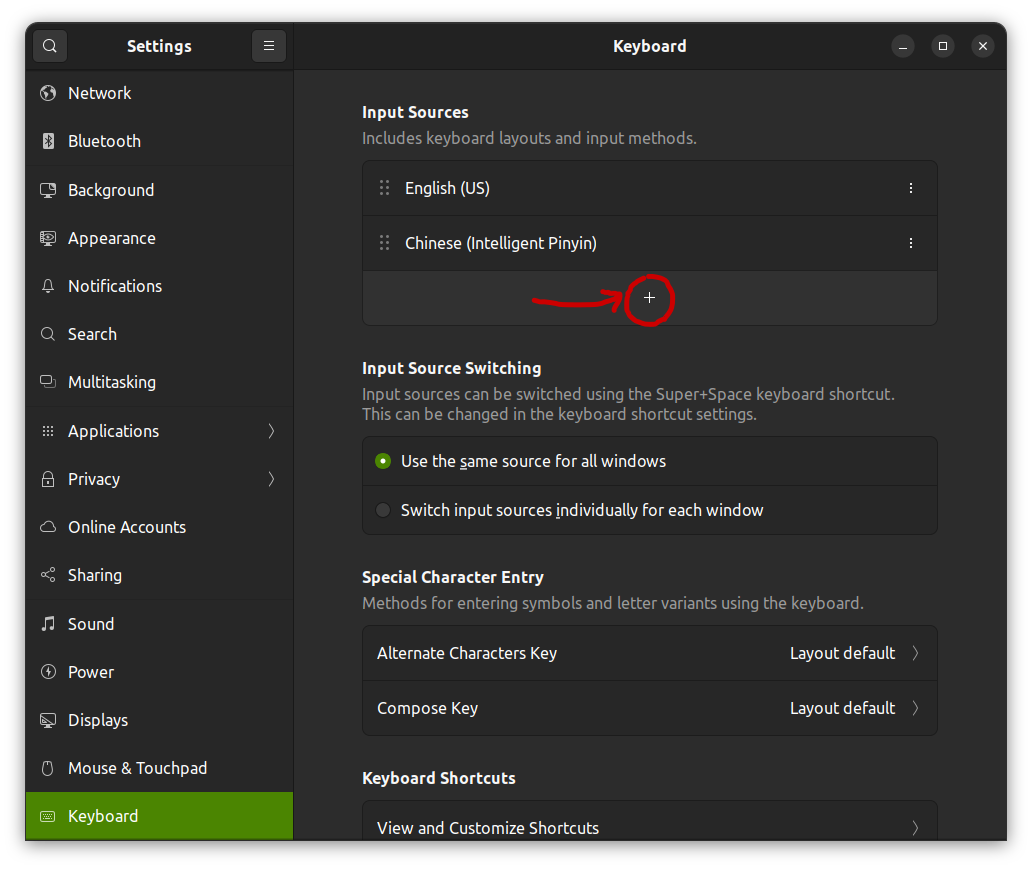 Settings
Keyboard
Network
Bluetooth
Background
Appearance
Notifications
Search
Multitasking
Applications
Privacy
Online Accounts
Sharing
Sound
Power
Displays
Mouse & Touchpad
Keyboard
Input Sources
Includes keyboard layouts and input methods.
English (US)
Chinese (Intelligent Pinyin)
+
Input Source Switching
Input sources can be switched using the Super+Space keyboard shortcut.
This can be changed in the keyboard shortcut settings.
Use the same source for all windows
Switch input sources individually for each window
Special Character Entry
Methods for entering symbols and letter variants using the keyboard.
Alternate Characters Key Layout default
Compose Key Layout default
Keyboard Shortcuts
View and Customize Shortcuts